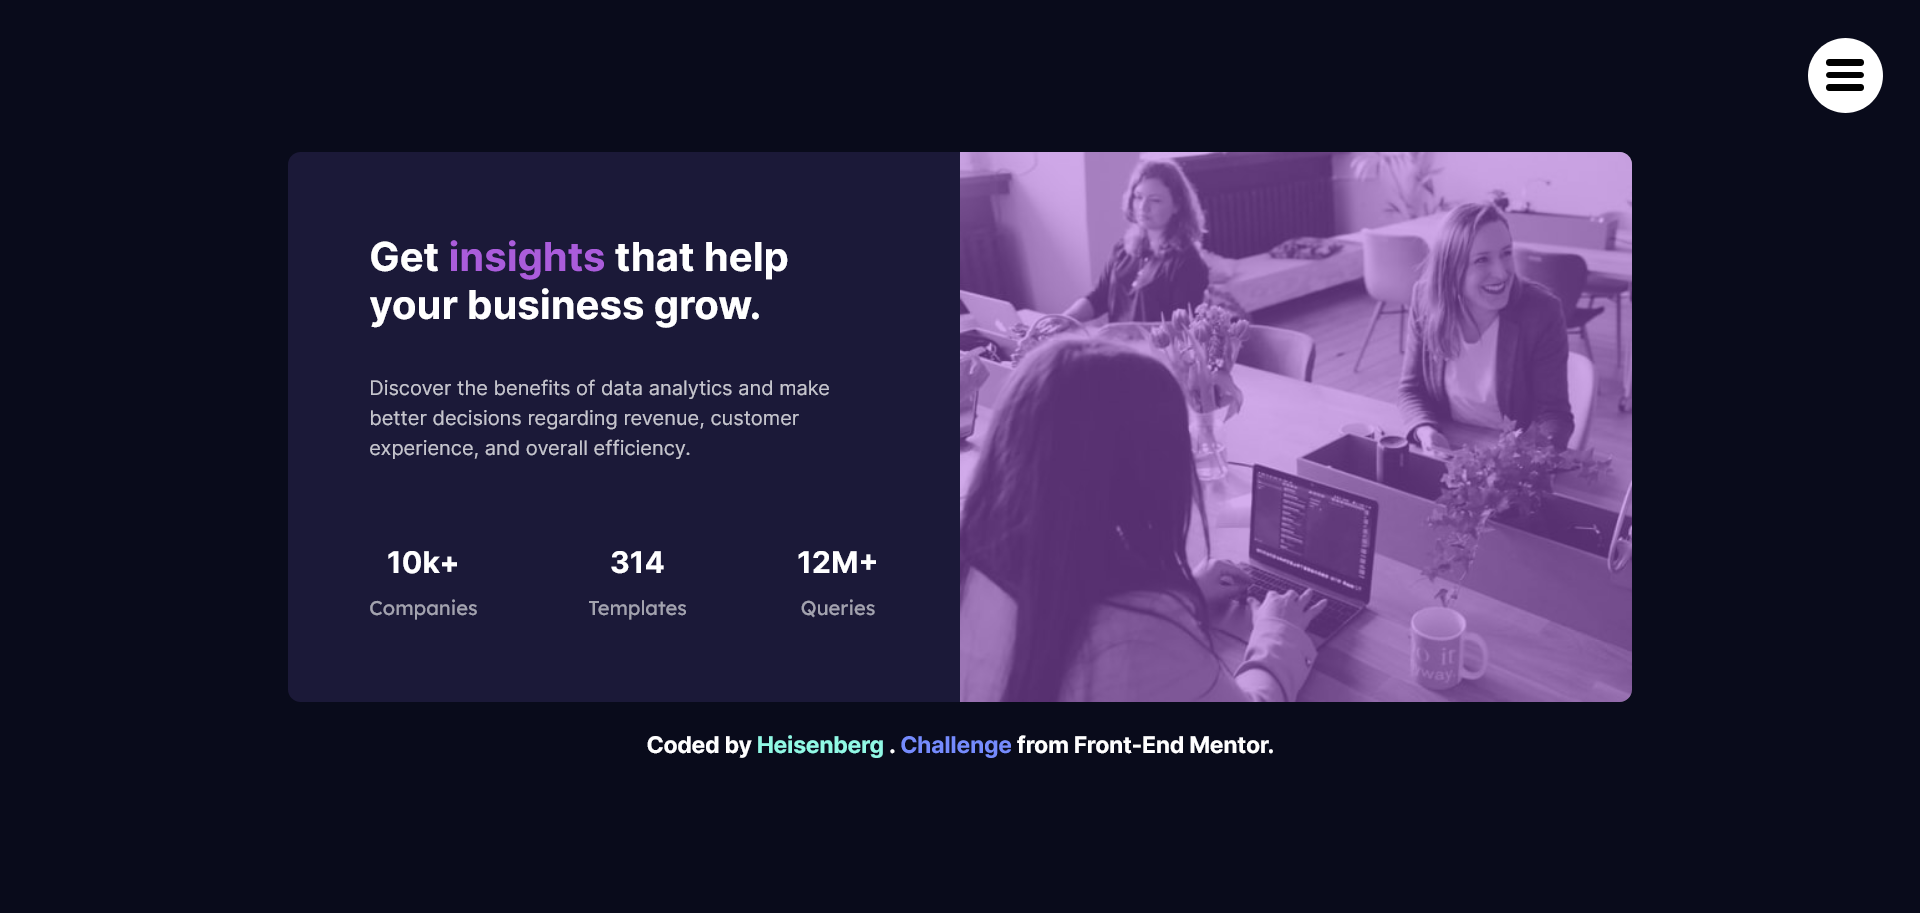 Get insights that help
your business grow.
Discover the benefits of data analytics and make
better decisions regarding revenue, customer
experience, and overall efficiency.
10k+ 314 12M+
Companies Templates Queries
Coded by Heisenberg . Challenge from Front-End Mentor.